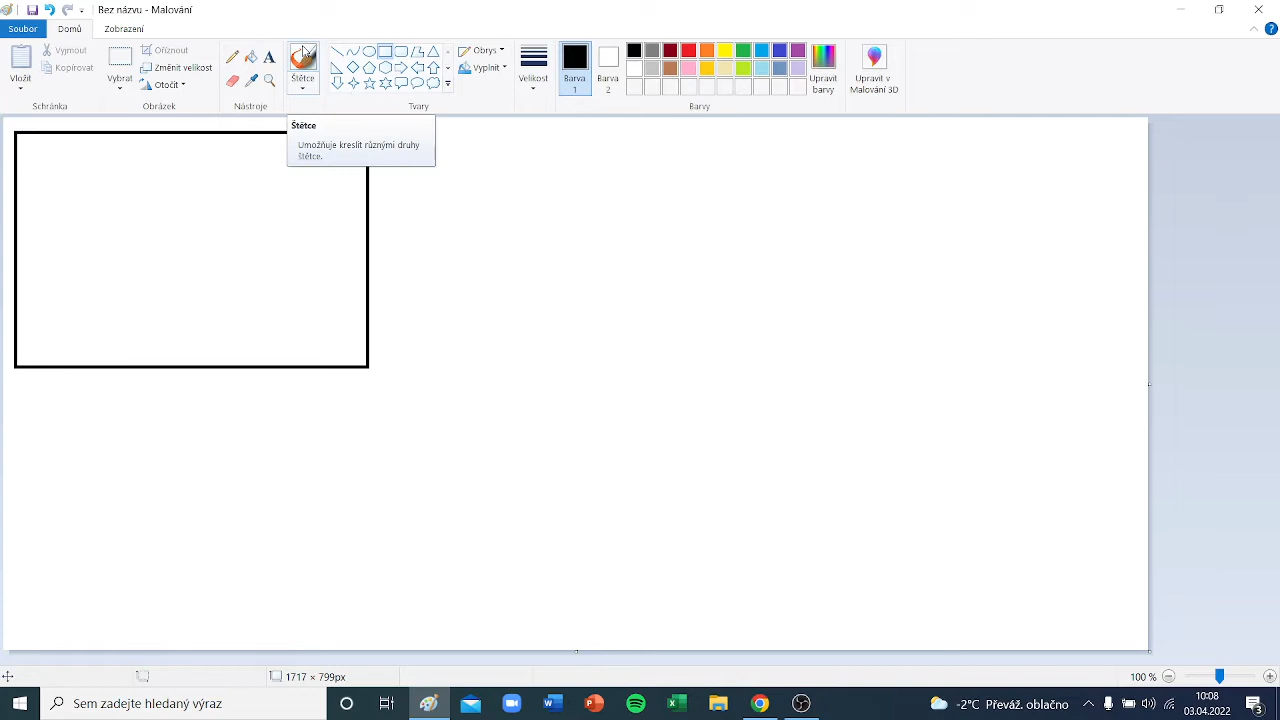 Bez názvu - Malování
Soubor
Domů
Zobrazení
Vložit
Vyjmout
Kopírovat
Schránka
Vybrat
Oříznout
Změnit velikost
Otočit
Obrázek
A
Nástroje
Štětce
Obrys
Vyplnit
Tvary
Velikost
Barva
1
Barva
2
Upravit
barvy
Barvy
Upravit v
Malování 3D
Štětce
Umožňuje kreslit různými druhy
štětce.
1717 × 799px
100 %
Sem zadejte hledaný výraz
-2°C Převáž. oblačno
10:08
03.04.2022
3